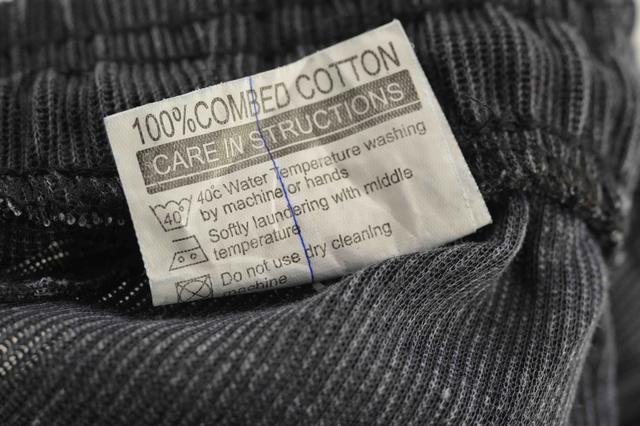 100%COMBED COTTON
CARE IN STRUCTIONS
40°c Water Temperature washing
by machine or hands
40°
Softly laundering with middle
temperature
Do not use dry cleaning
machine